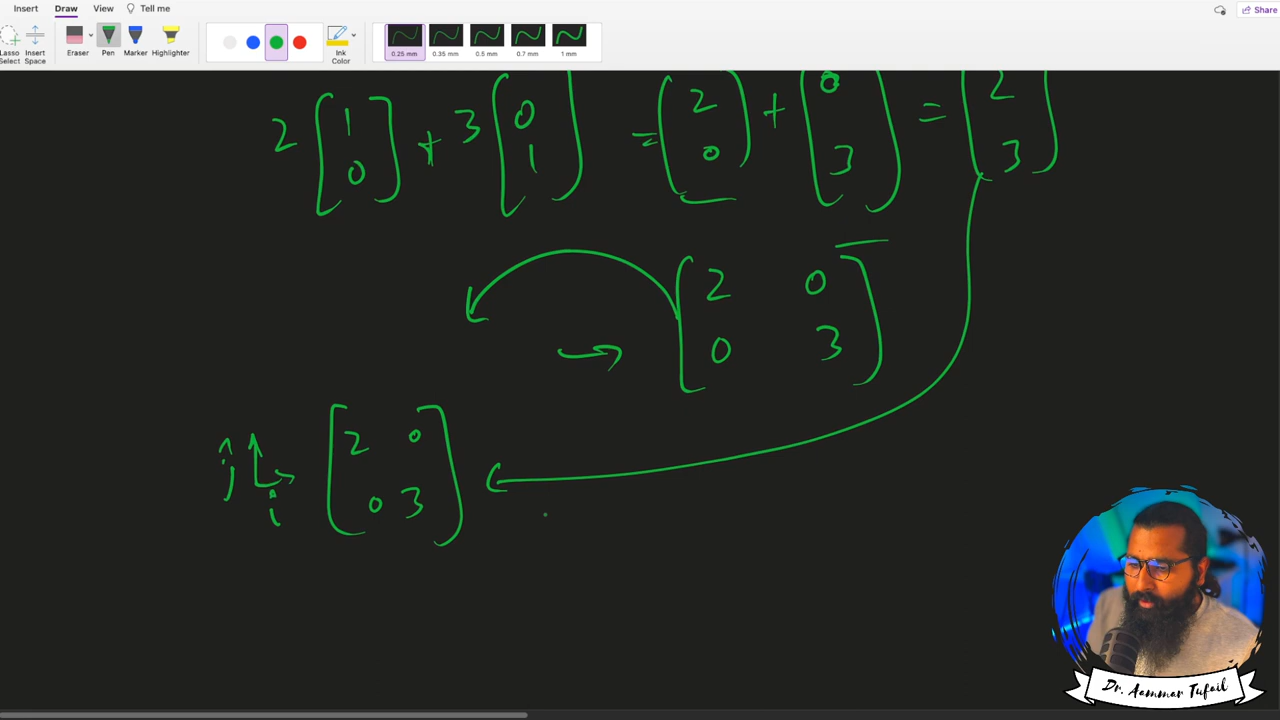 Insert Draw View Tell me Share
Lasso Select Insert Space Eraser Pen Marker Highlighter Ink Color 0.25 mm 0.35 mm 0.5 mm 0.7 mm 1 mm
2 [1 0] + 3 [0 1] = [2 0] + [0 3] = [2 3]
[2 0
0 3]
ĵ î [2 0
0 3]
Dr. Aammar Tufail